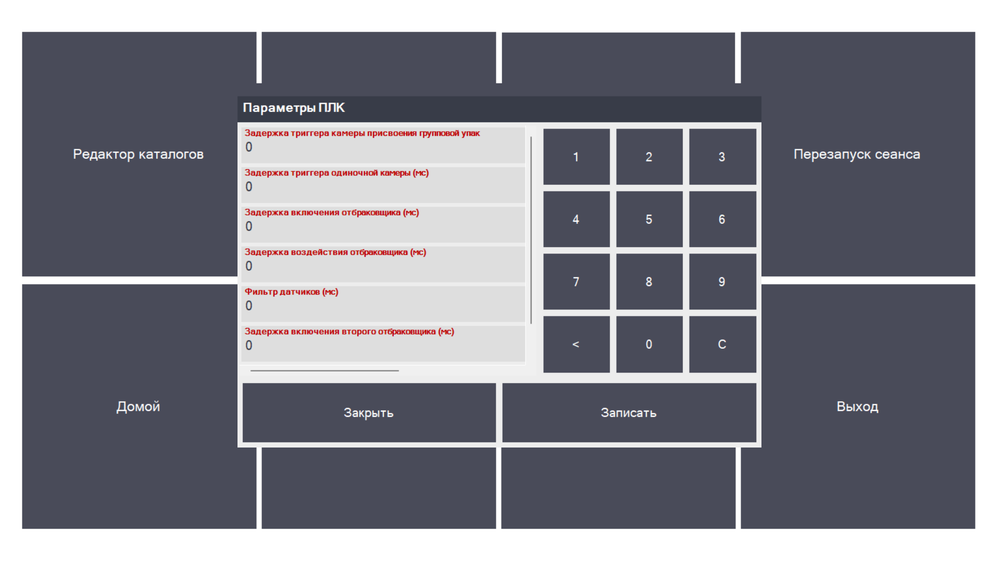 Параметры ПЛК
Задержка триггера камеры присвоения групповой упак
0
Задержка триггера одиночной камеры (мс)
0
Задержка включения отбраковщика (мс)
0
Задержка воздействия отбраковщика (мс)
0
Фильтр датчиков (мс)
0
Задержка включения второго отбраковщика (мс)
0
1 2 3
4 5 6
7 8 9
< 0 C
Закрыть
Записать
Редактор каталогов
Перезапуск сеанса
Домой
Выход